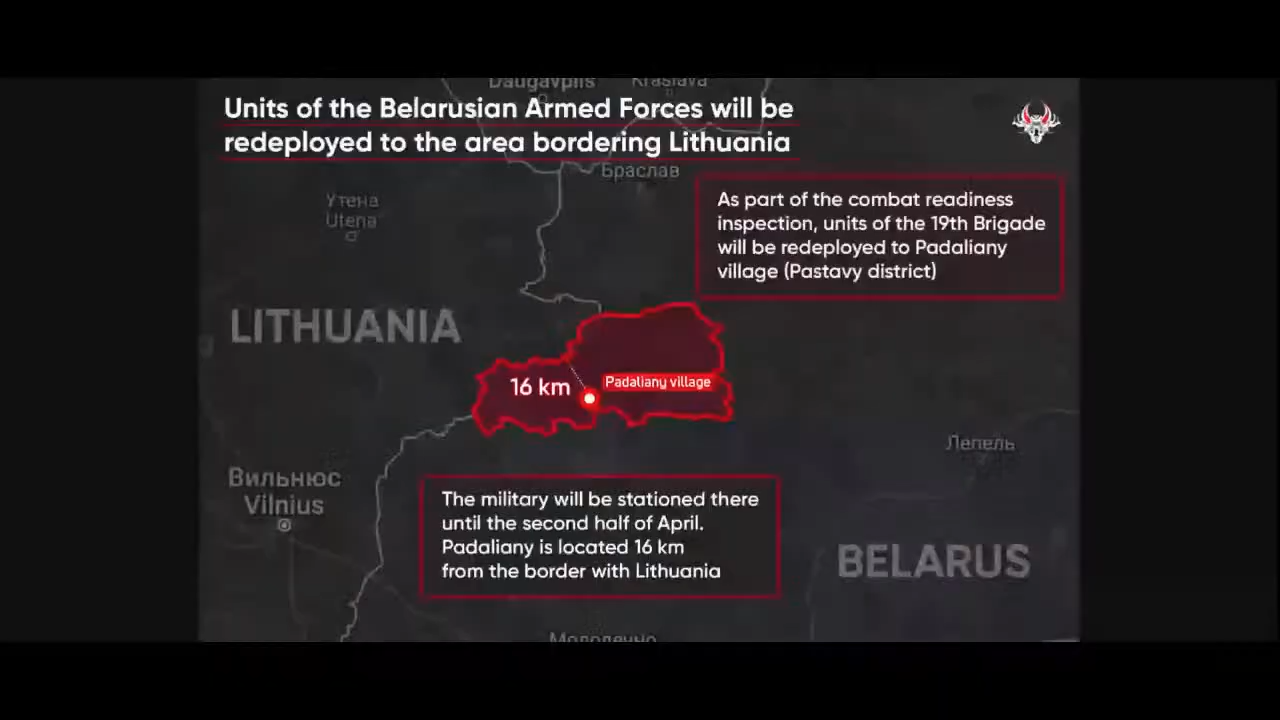 Daugavpils
Krāslava
Units of the Belarusian Armed Forces will be
redeployed to the area bordering Lithuania
Браслав
Утена
Utena
As part of the combat readiness
inspection, units of the 19th Brigade
will be redeployed to Padaliany
village (Pastavy district)
LITHUANIA
16 km
Padaliany village
Лепель
Вильнюс
Vilnius
The military will be stationed there
until the second half of April.
Padaliany is located 16 km
from the border with Lithuania
BELARUS
Молодечно